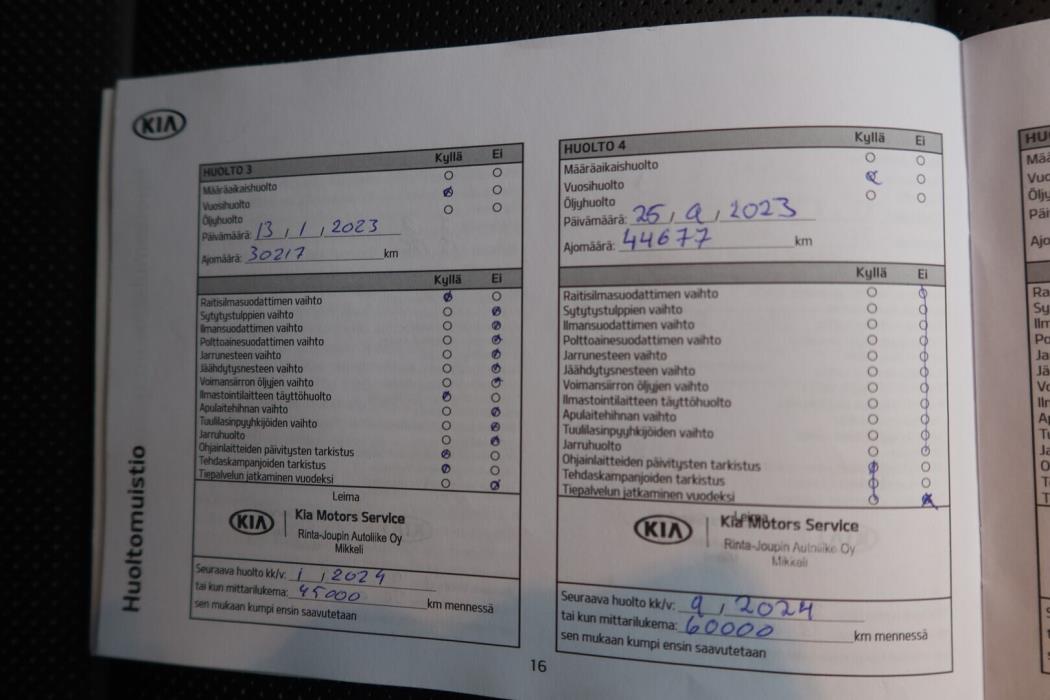 KIA
Huoltomuistio
HUOLTO 3
Kyllä Ei
Määräaikaishuolto
Vuosihuolto
Öljyhuolto
Päivämäärä: 13, 1, 2023
Ajomäärä: 30217 km
Kyllä Ei
Raitisilmasuodattimen vaihto
Sytytystulppien vaihto
Ilmansuodattimen vaihto
Polttoainesuodattimen vaihto
Jarrunesteen vaihto
Jäähdytysnesteen vaihto
Voimansiirron öljyjen vaihto
Ilmastointilaitteen täyttöhuolto
Apulaitehihnan vaihto
Tuulilasinpyyhkijöiden vaihto
Jarruhuolto
Ohjainlaitteiden päivitysten tarkistus
Tehdaskampanjoiden tarkistus
Tiepalvelun jatkaminen vuodeksi
Leima
KIA Kia Motors Service
Rinta-Joupin Autoliike Oy
Mikkeli
Seuraava huolto kk/v: 1, 2024
tai kun mittarilukema: 45000 km mennessä
sen mukaan kumpi ensin saavutetaan
HUOLTO 4
Kyllä Ei
Määräaikaishuolto
Vuosihuolto
Öljyhuolto
Päivämäärä: 25, 9, 2023
Ajomäärä: 44677 km
Kyllä Ei
Raitisilmasuodattimen vaihto
Sytytystulppien vaihto
Ilmansuodattimen vaihto
Polttoainesuodattimen vaihto
Jarrunesteen vaihto
Jäähdytysnesteen vaihto
Voimansiirron öljyjen vaihto
Ilmastointilaitteen täyttöhuolto
Apulaitehihnan vaihto
Tuulilasinpyyhkijöiden vaihto
Jarruhuolto
Ohjainlaitteiden päivitysten tarkistus
Tehdaskampanjoiden tarkistus
Tiepalvelun jatkaminen vuodeksi
Leima
KIA Kia Motors Service
Rinta-Joupin Autoliike Oy
Mikkeli
Seuraava huolto kk/v: 9, 2024
tai kun mittarilukema: 60000 km mennessä
sen mukaan kumpi ensin saavutetaan
16